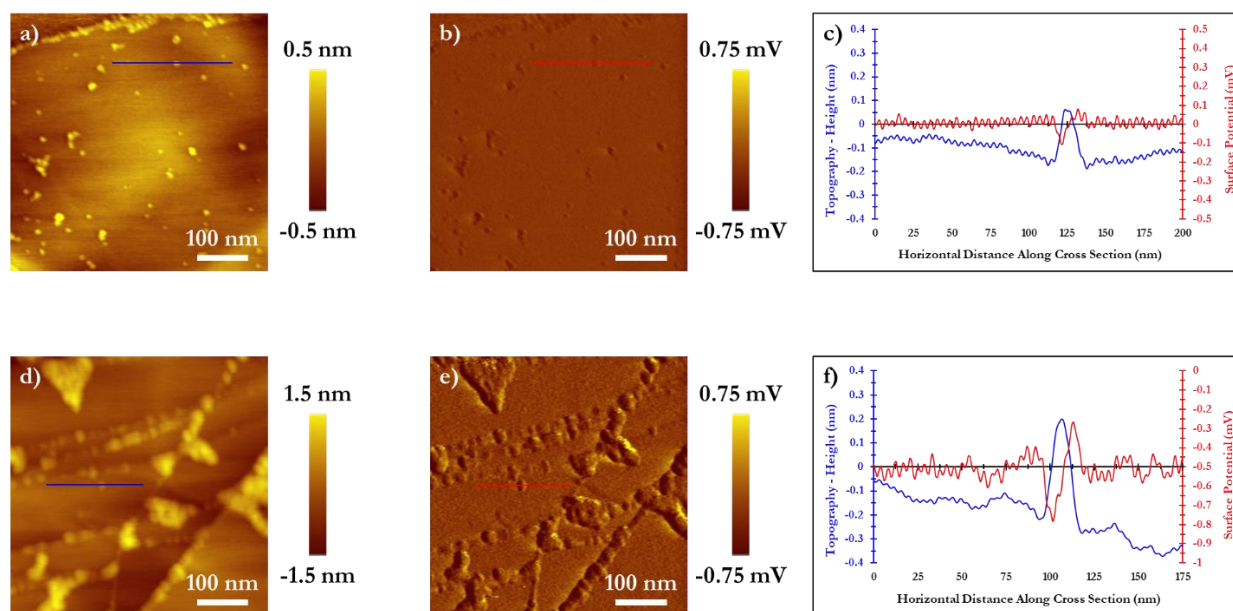 a)
0.5 nm
-0.5 nm
100 nm
b)
0.75 mV
-0.75 mV
100 nm
c)
Topography - Height (nm)
0.4
0.3
0.2
0.1
0
-0.1
-0.2
-0.3
-0.4
0
25
50
75
100
125
150
175
200
Horizontal Distance Along Cross Section (nm)
0.5
0.4
0.3
0.2
0.1
0
-0.1
-0.2
-0.3
-0.4
-0.5
Surface Potential (mV)
d)
1.5 nm
-1.5 nm
100 nm
e)
0.75 mV
-0.75 mV
100 nm
f)
Topography - Height (nm)
0.4
0.3
0.2
0.1
0
-0.1
-0.2
-0.3
-0.4
0
25
50
75
100
125
150
175
Horizontal Distance Along Cross Section (nm)
0
-0.1
-0.2
-0.3
-0.4
-0.5
-0.6
-0.7
-0.8
-0.9
-1
Surface Potential (mV)